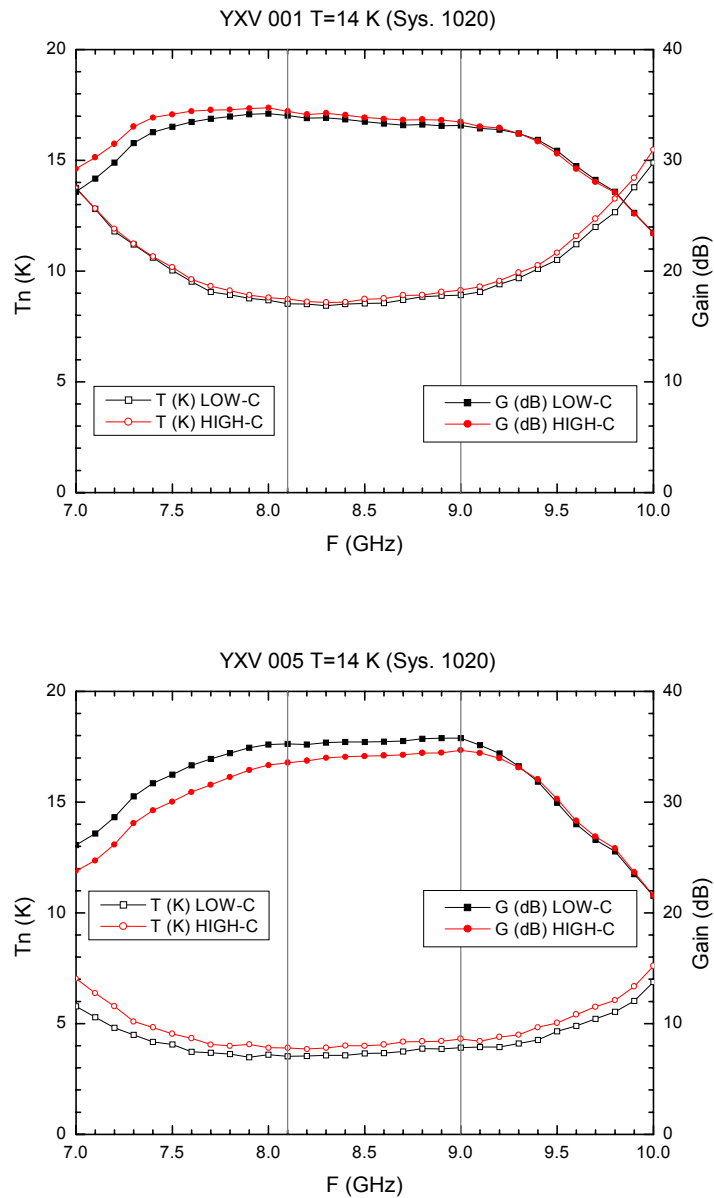 YXV 001 T=14 K (Sys. 1020)
20
15
10
5
0
Tn (K)
40
30
20
10
0
Gain (dB)
T (K) LOW-C
T (K) HIGH-C
G (dB) LOW-C
G (dB) HIGH-C
7.0 7.5 8.0 8.5 9.0 9.5 10.0
F (GHz)
YXV 005 T=14 K (Sys. 1020)
20
15
10
5
0
Tn (K)
40
30
20
10
0
Gain (dB)
T (K) LOW-C
T (K) HIGH-C
G (dB) LOW-C
G (dB) HIGH-C
7.0 7.5 8.0 8.5 9.0 9.5 10.0
F (GHz)